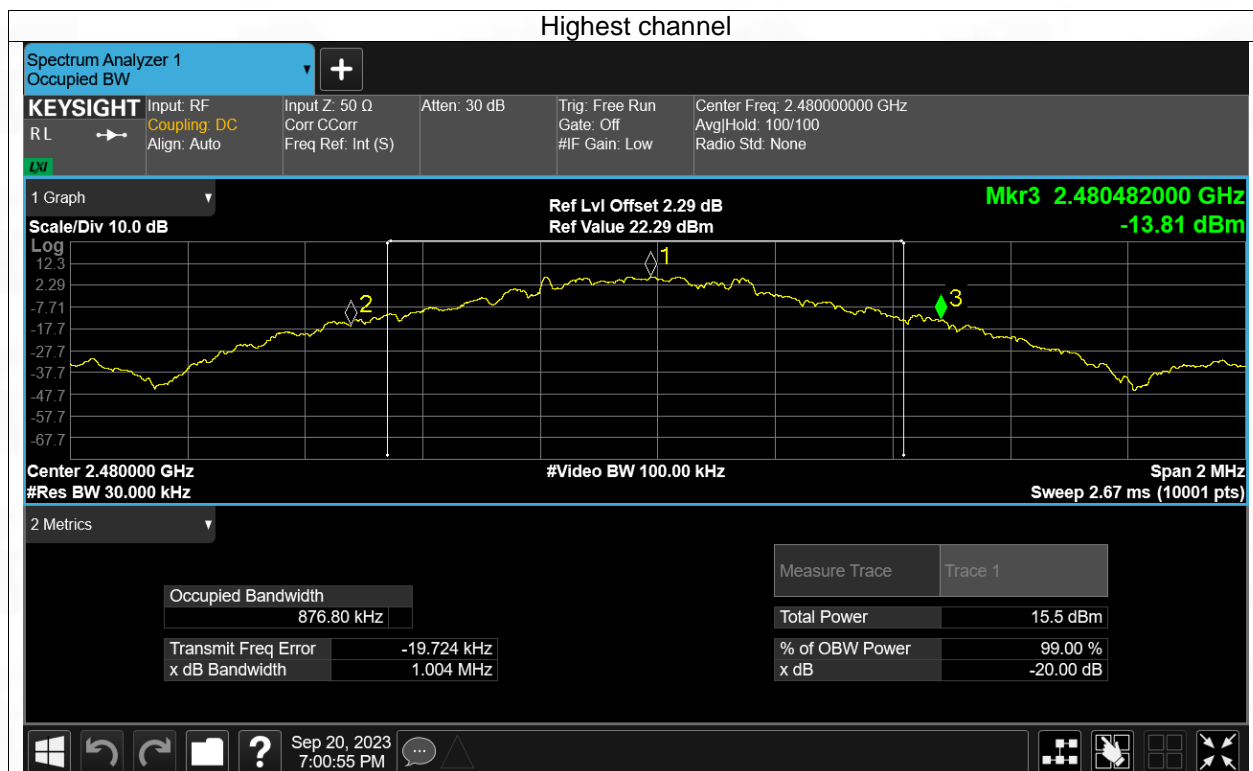 Highest channel
Spectrum Analyzer 1
Occupied BW
+
KEYSIGHT Input: RF Input Z: 50 Ω Atten: 30 dB Trig: Free Run Center Freq: 2.480000000 GHz
RL Coupling: DC Corr CCorr Gate: Off Avg|Hold: 100/100
Align: Auto Freq Ref: Int (S) #IF Gain: Low Radio Std: None
LXI
1 Graph
Ref Lvl Offset 2.29 dB Mkr3 2.480482000 GHz
Scale/Div 10.0 dB Ref Value 22.29 dBm -13.81 dBm
Log
12.3
2.29
-7.71
-17.7
-27.7
-37.7
-47.7
-57.7
-67.7
1
2
3
Center 2.480000 GHz #Video BW 100.00 kHz Span 2 MHz
#Res BW 30.000 kHz Sweep 2.67 ms (10001 pts)
2 Metrics
Measure Trace Trace 1
Occupied Bandwidth
876.80 kHz Total Power 15.5 dBm
Transmit Freq Error -19.724 kHz % of OBW Power 99.00 %
x dB Bandwidth 1.004 MHz x dB -20.00 dB
? Sep 20, 2023
7:00:55 PM